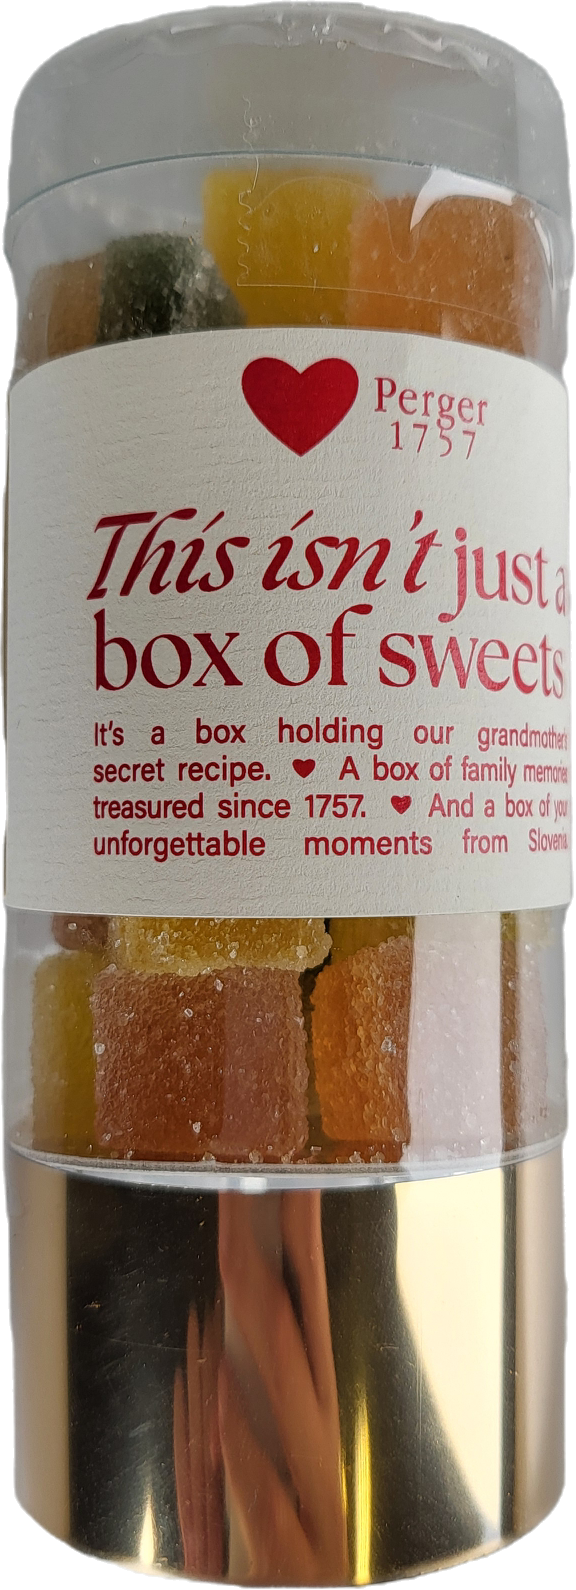 Perger
1757
This isn't just a
box of sweets
It's a box holding our grandmother's
secret recipe. ♥ A box of family memories
treasured since 1757. ♥ And a box of your
unforgettable moments from Slovenia.